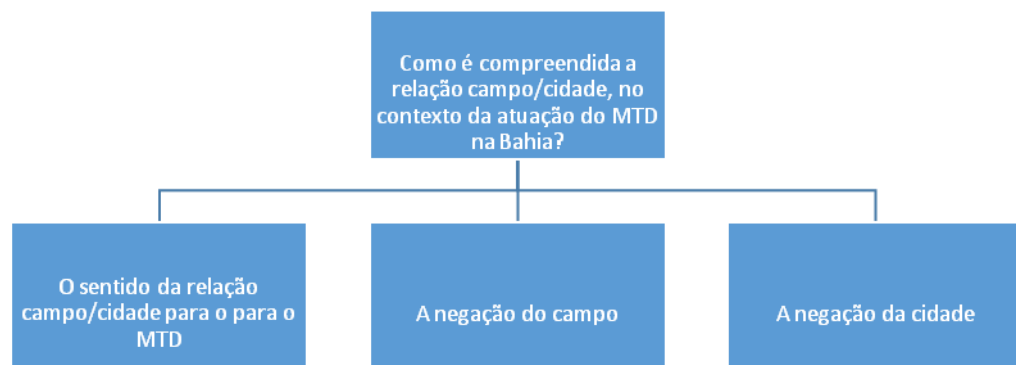 Como é compreendida a
relação campo/cidade, no
contexto da atuação do MTD
na Bahia?
O sentido da relação
campo/cidade para o para o
MTD
A negação do campo
A negação da cidade